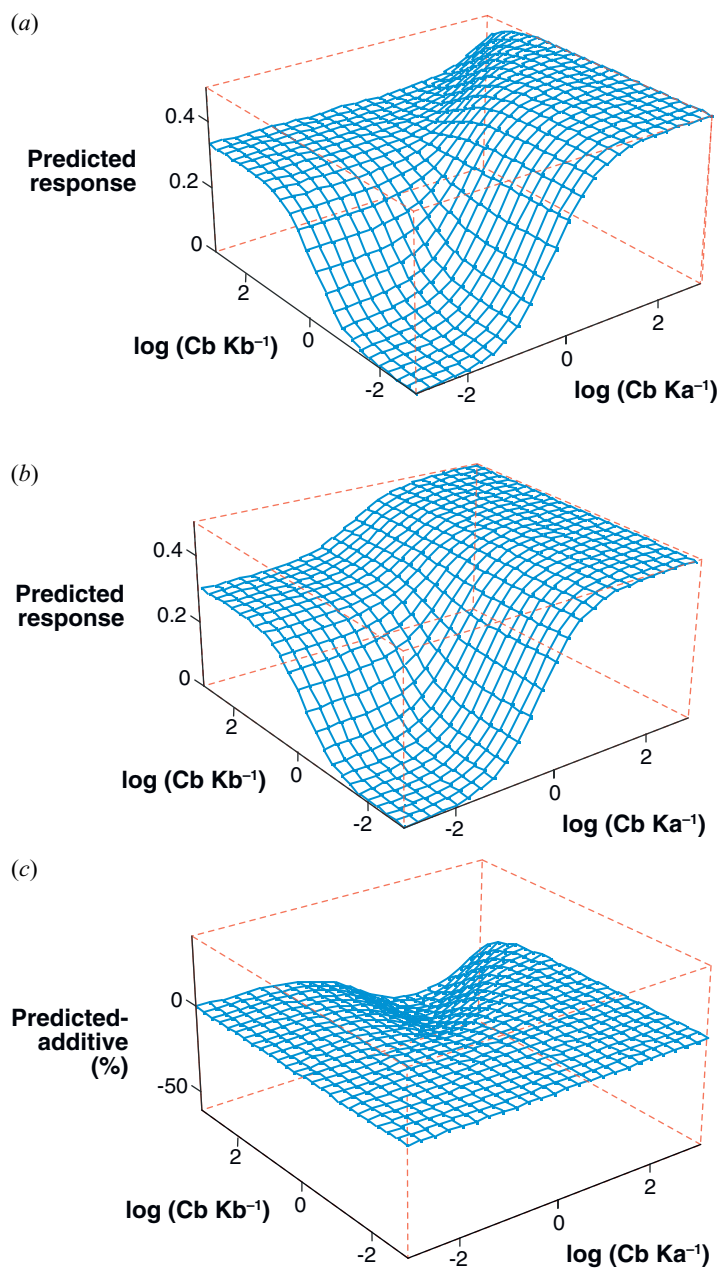 (a)
0.4
Predicted
response
0.2
0
2
log (Cb Kb⁻¹)
0
-2
-2
0
2
log (Cb Ka⁻¹)
(b)
0.4
Predicted
response
0.2
0
2
log (Cb Kb⁻¹)
0
-2
-2
0
2
log (Cb Ka⁻¹)
(c)
0
Predicted-
additive
(%)
-50
2
log (Cb Kb⁻¹)
0
-2
-2
0
2
log (Cb Ka⁻¹)